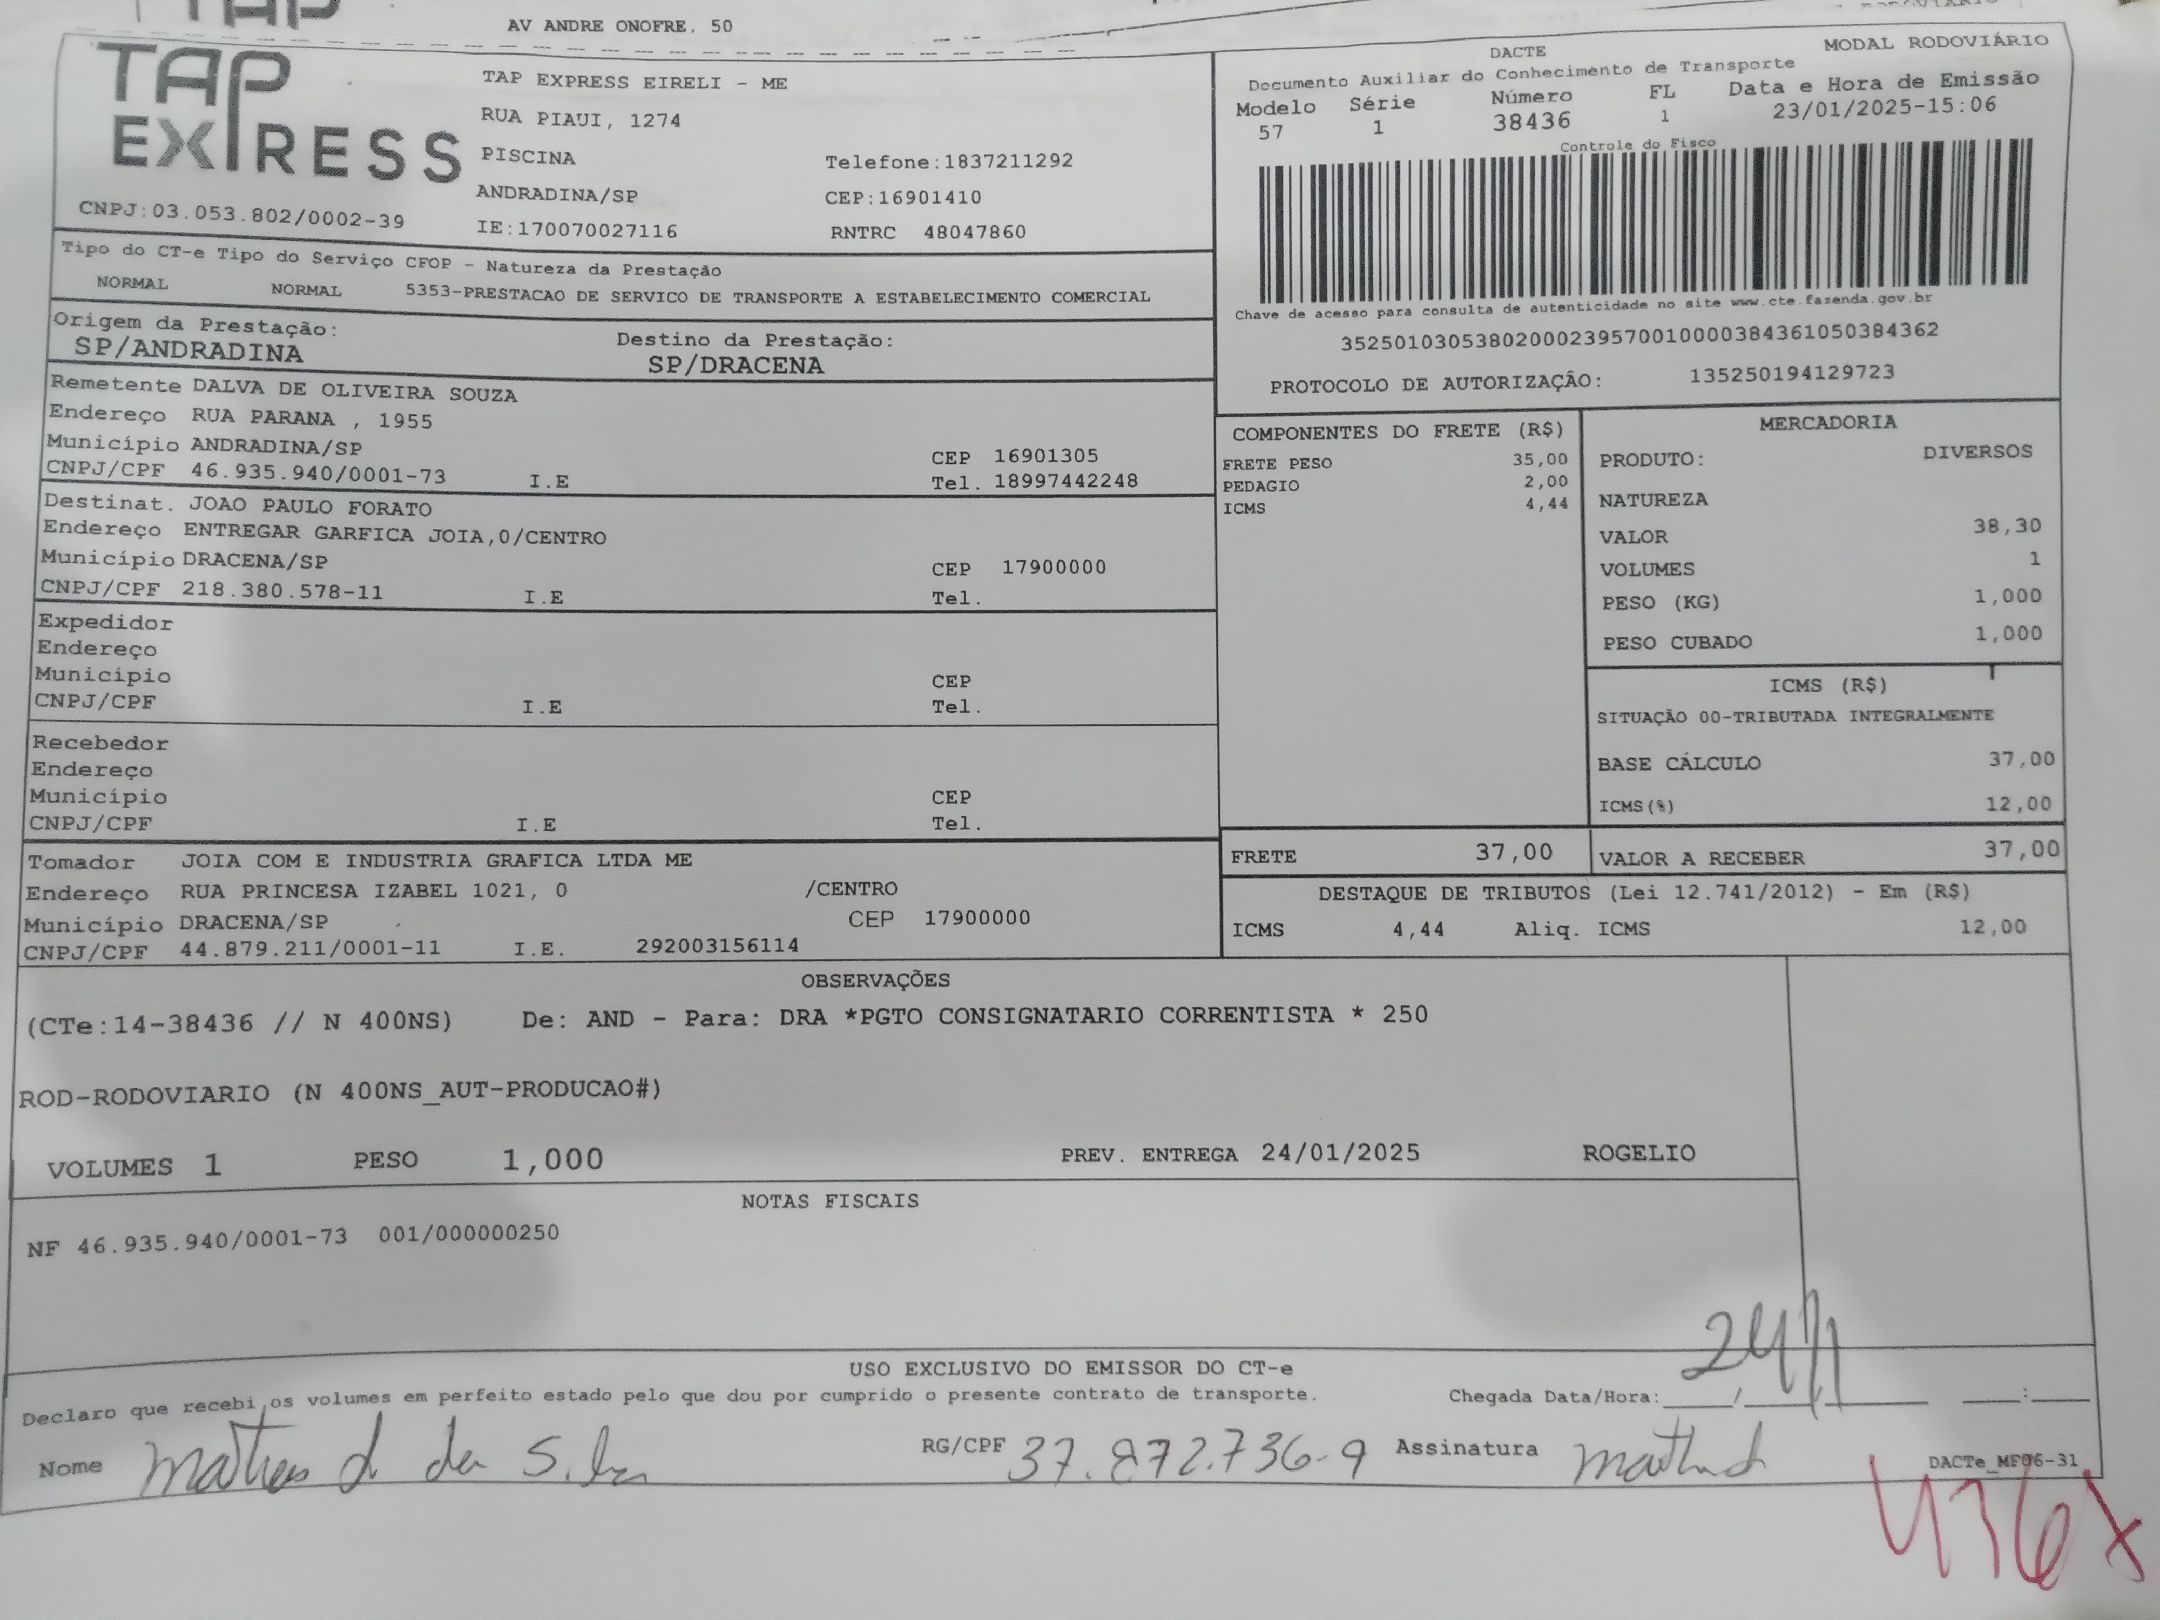 TAP
AV ANDRE ONOFRE, 50
TAP EXPRESS
TAP EXPRESS EIRELI - ME
RUA PIAUI, 1274
PISCINA Telefone:1837211292
ANDRADINA/SP CEP:16901410
CNPJ:03.053.802/0002-39 IE:170070027116 RNTRC 48047860
DACTE MODAL RODOVIÁRIO
Documento Auxiliar do Conhecimento de Transporte
Modelo Série Número FL Data e Hora de Emissão
57 1 38436 1 23/01/2025-15:06
Controle do Fisco
Chave de acesso para consulta de autenticidade no site www.cte.fazenda.gov.br
35250103053802000239570010000384361050384362
PROTOCOLO DE AUTORIZAÇÃO: 135250194129723
Tipo do CT-e Tipo do Serviço CFOP - Natureza da Prestação
NORMAL NORMAL 5353-PRESTACAO DE SERVICO DE TRANSPORTE A ESTABELECIMENTO COMERCIAL
Origem da Prestação: Destino da Prestação:
SP/ANDRADINA SP/DRACENA
Remetente DALVA DE OLIVEIRA SOUZA
Endereço RUA PARANA , 1955
Município ANDRADINA/SP CEP 16901305
CNPJ/CPF 46.935.940/0001-73 I.E Tel. 18997442248
Destinat. JOAO PAULO FORATO
Endereço ENTREGAR GARFICA JOIA,0/CENTRO
Município DRACENA/SP CEP 17900000
CNPJ/CPF 218.380.578-11 I.E Tel.
Expedidor
Endereço
Município CEP
CNPJ/CPF I.E Tel.
Recebedor
Endereço
Município CEP
CNPJ/CPF I.E Tel.
Tomador JOIA COM E INDUSTRIA GRAFICA LTDA ME
Endereço RUA PRINCESA IZABEL 1021, 0 /CENTRO
Município DRACENA/SP CEP 17900000
CNPJ/CPF 44.879.211/0001-11 I.E. 292003156114
COMPONENTES DO FRETE (R$)
FRETE PESO 35,00
PEDAGIO 2,00
ICMS 4,44
MERCADORIA
PRODUTO: DIVERSOS
NATUREZA
VALOR 38,30
VOLUMES 1
PESO (KG) 1,000
PESO CUBADO 1,000
ICMS (R$)
SITUAÇÃO 00-TRIBUTADA INTEGRALMENTE
BASE CÁLCULO 37,00
ICMS(%) 12,00
FRETE 37,00 VALOR A RECEBER 37,00
DESTAQUE DE TRIBUTOS (Lei 12.741/2012) - Em (R$)
ICMS 4,44 Aliq. ICMS 12,00
OBSERVAÇÕES
(CTe:14-38436 // N 400NS) De: AND - Para: DRA *PGTO CONSIGNATARIO CORRENTISTA * 250
ROD-RODOVIARIO (N 400NS_AUT-PRODUCAO#)
VOLUMES 1 PESO 1,000 PREV. ENTREGA 24/01/2025 ROGELIO
NOTAS FISCAIS
NF 46.935.940/0001-73 001/000000250
USO EXCLUSIVO DO EMISSOR DO CT-e
Declaro que recebi os volumes em perfeito estado pelo que dou por cumprido o presente contrato de transporte. Chegada Data/Hora: 24/1 ___/___ ___:___
Nome Matheus d da Silva RG/CPF 37.872.736-9 Assinatura
DACTe_MF06-31